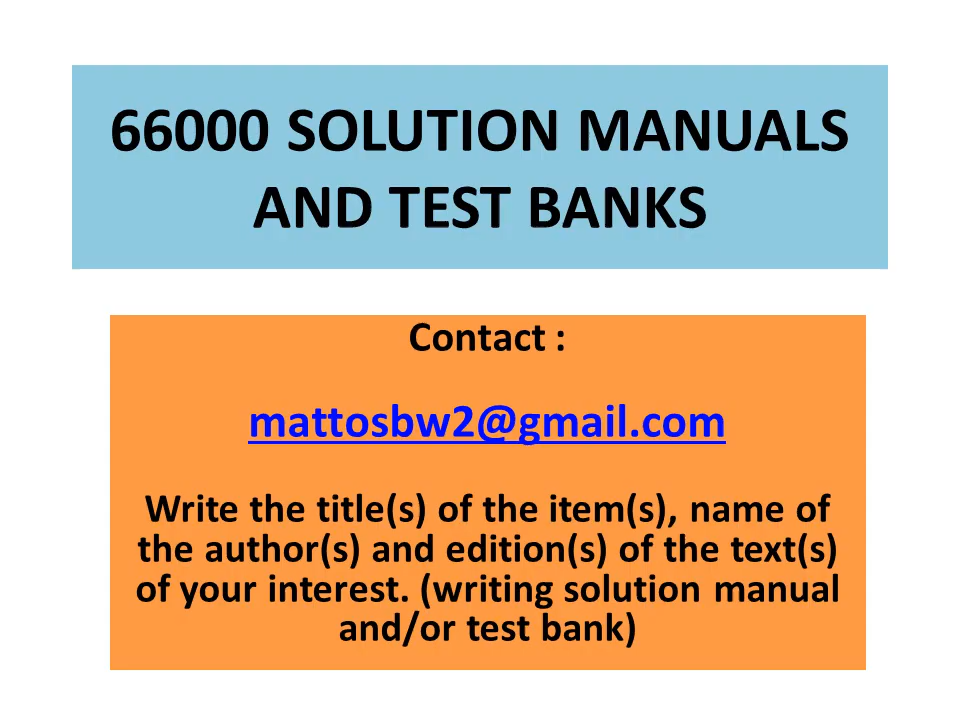 66000 SOLUTION MANUALS
AND TEST BANKS
Contact :
mattosbw2@gmail.com
Write the title(s) of the item(s), name of
the author(s) and edition(s) of the text(s)
of your interest. (writing solution manual
and/or test bank)